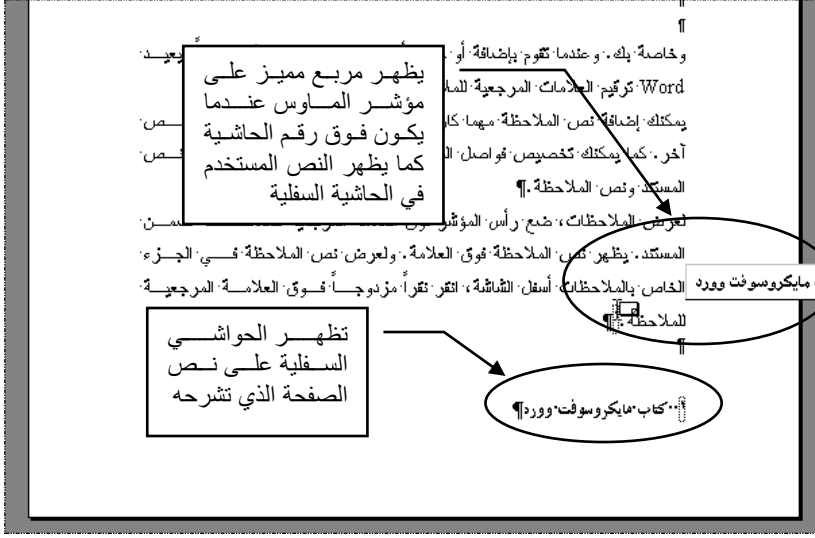 ¶
¶
وخاصة بك. وعندما تقوم بإضافة أو يعيد
Word ترقيم العلامات المرجعية
يمكنك إضافة نص الملاحظة مهما
آخر. كما يمكنك تخصيص فواصل نص
المستند ونص الملاحظة.¶
لعرض الملاحظات، ضع رأس المؤشر
المستند. يظهر نص الملاحظة فوق العلامة. ولعرض نص الملاحظة في الجزء
الخاص بالملاحظات أسفل الشاشة، انقر نقراً مزدوجاً فوق العلامة المرجعية
للملاحظة.¶
¶
كتاب مايكروسوفت وورد¶
يظهر مربع مميز على
مؤشر الماوس عندما
يكون فوق رقم الحاشية
كما يظهر النص المستخدم
في الحاشية السفلية
مايكروسوفت وورد
تظهر الحواشي
السفلية على نص
الصفحة الذي تشرحه